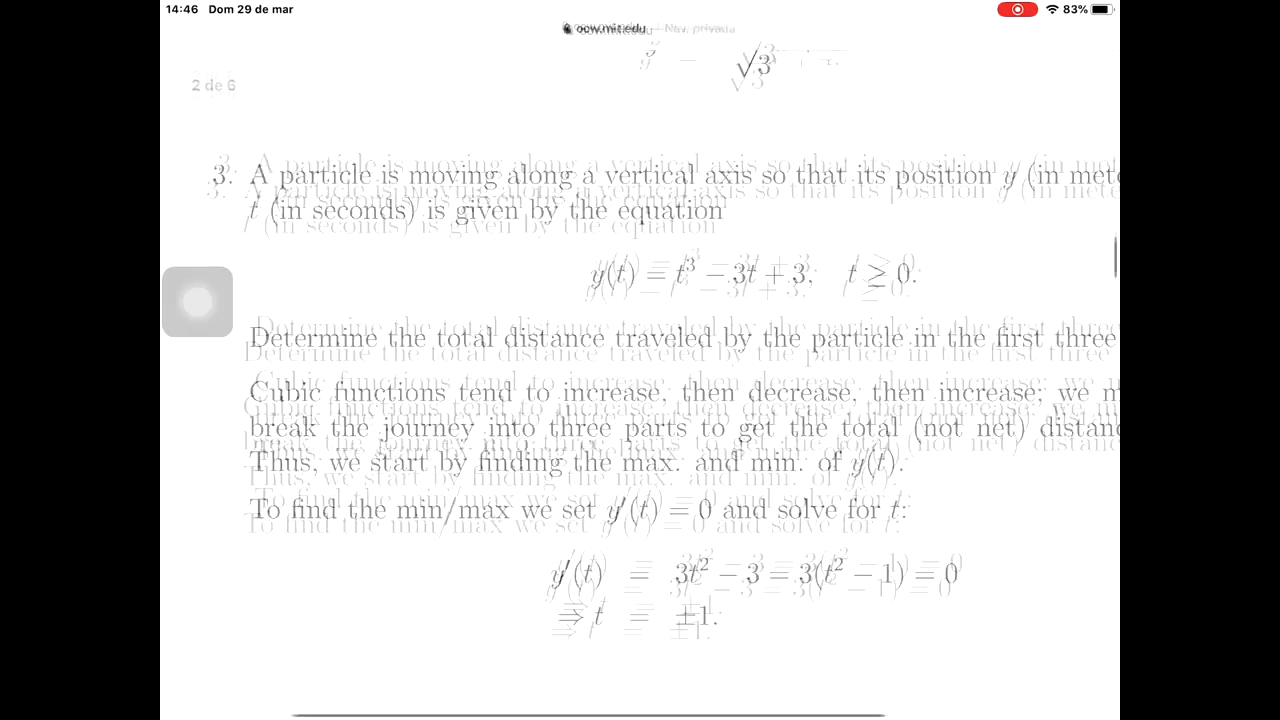 14:46 Dom 29 de mar
83%
ocw.mit.edu — Nav. privada
2 de 6
√3
3. A particle is moving along a vertical axis so that its position y (in
t (in seconds) is given by the equation
y(t) = t³ − 3t + 3, t ≥ 0.
Determine the total distance traveled by the particle in the first three
Cubic functions tend to increase, then decrease, then increase; we
break the journey into three parts to get the total (not net)
Thus, we start by finding the max. and min. of y(t).
To find the min/max we set y′(t) = 0 and solve for t:
y′(t) = 3t² − 3 = 3(t² − 1) = 0
⇒ t = ±1.